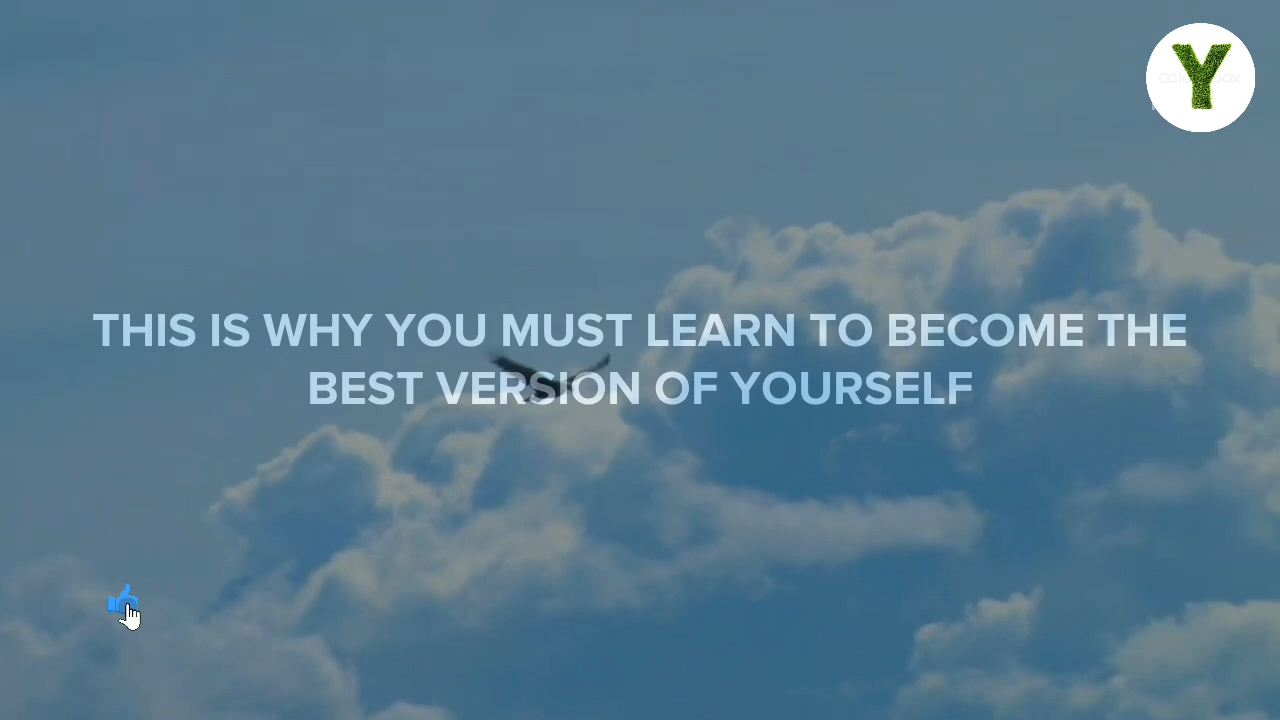 Y
THIS IS WHY YOU MUST LEARN TO BECOME THE
BEST VERSION OF YOURSELF